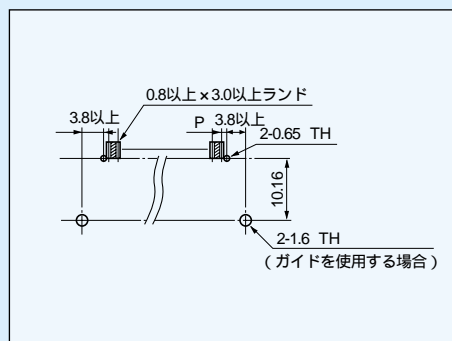 0.8以上×3.0以上ランド
3.8以上
P
3.8以上
2-0.65 TH
10.16
2-1.6 TH
(ガイドを使用する場合)